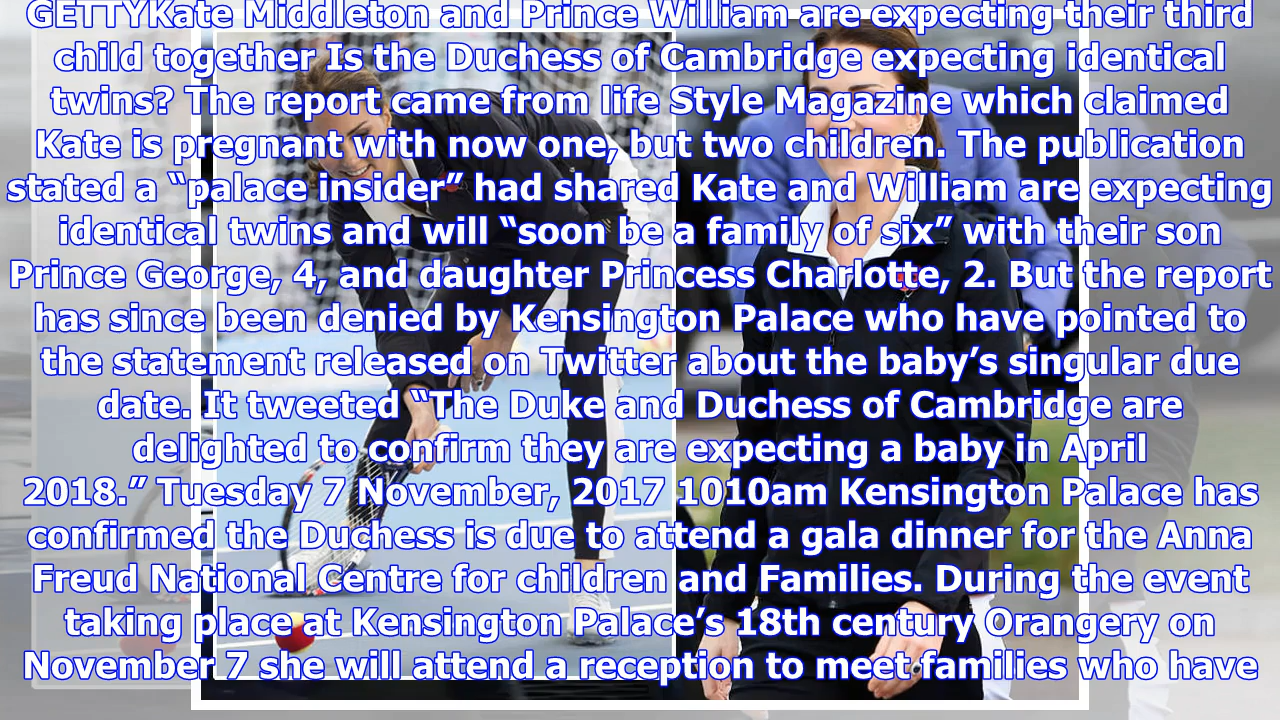 GETTYKate Middleton and Prince William are expecting their third
child together Is the Duchess of Cambridge expecting identical
twins? The report came from life Style Magazine which claimed
Kate is pregnant with now one, but two children. The publication
stated a “palace insider” had shared Kate and William are expecting
identical twins and will “soon be a family of six” with their son
Prince George, 4, and daughter Princess Charlotte, 2. But the report
has since been denied by Kensington Palace who have pointed to
the statement released on Twitter about the baby’s singular due
date. It tweeted “The Duke and Duchess of Cambridge are
delighted to confirm they are expecting a baby in April
2018.” Tuesday 7 November, 2017 1010am Kensington Palace has
confirmed the Duchess is due to attend a gala dinner for the Anna
Freud National Centre for children and Families. During the event
taking place at Kensington Palace’s 18th century Orangery on
November 7 she will attend a reception to meet families who have